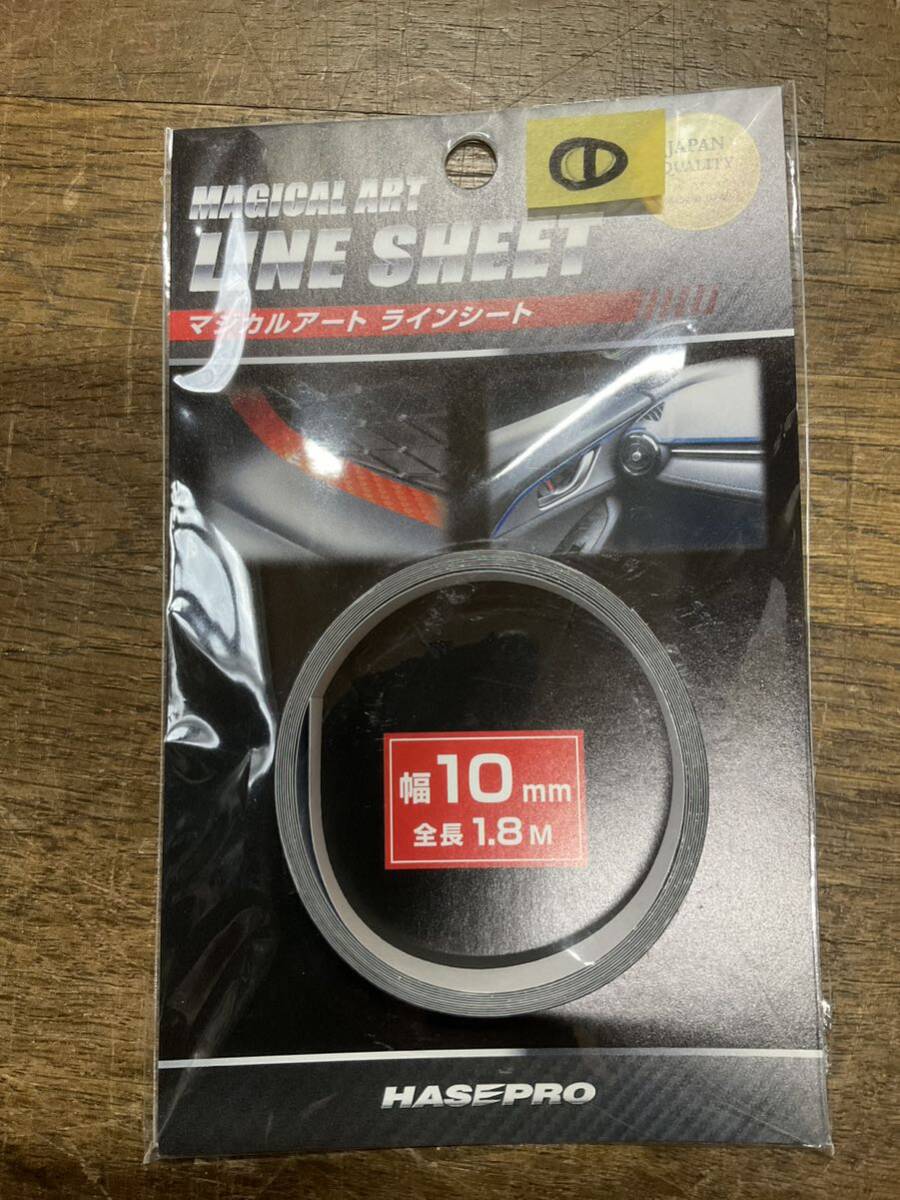 ①
JAPAN
QUALITY
MAGICAL ART
LINE SHEET
マジカルアート ラインシート
幅10mm
全長1.8M
HASEPRO